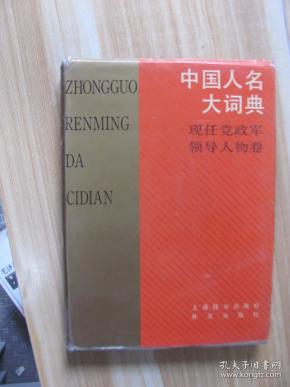 ZHONGGUO
RENMING
DA
CIDIAN
中国人名
大词典
现任党政军
领导人物卷
上海辞书出版社
外文出版社
孔夫子旧书网